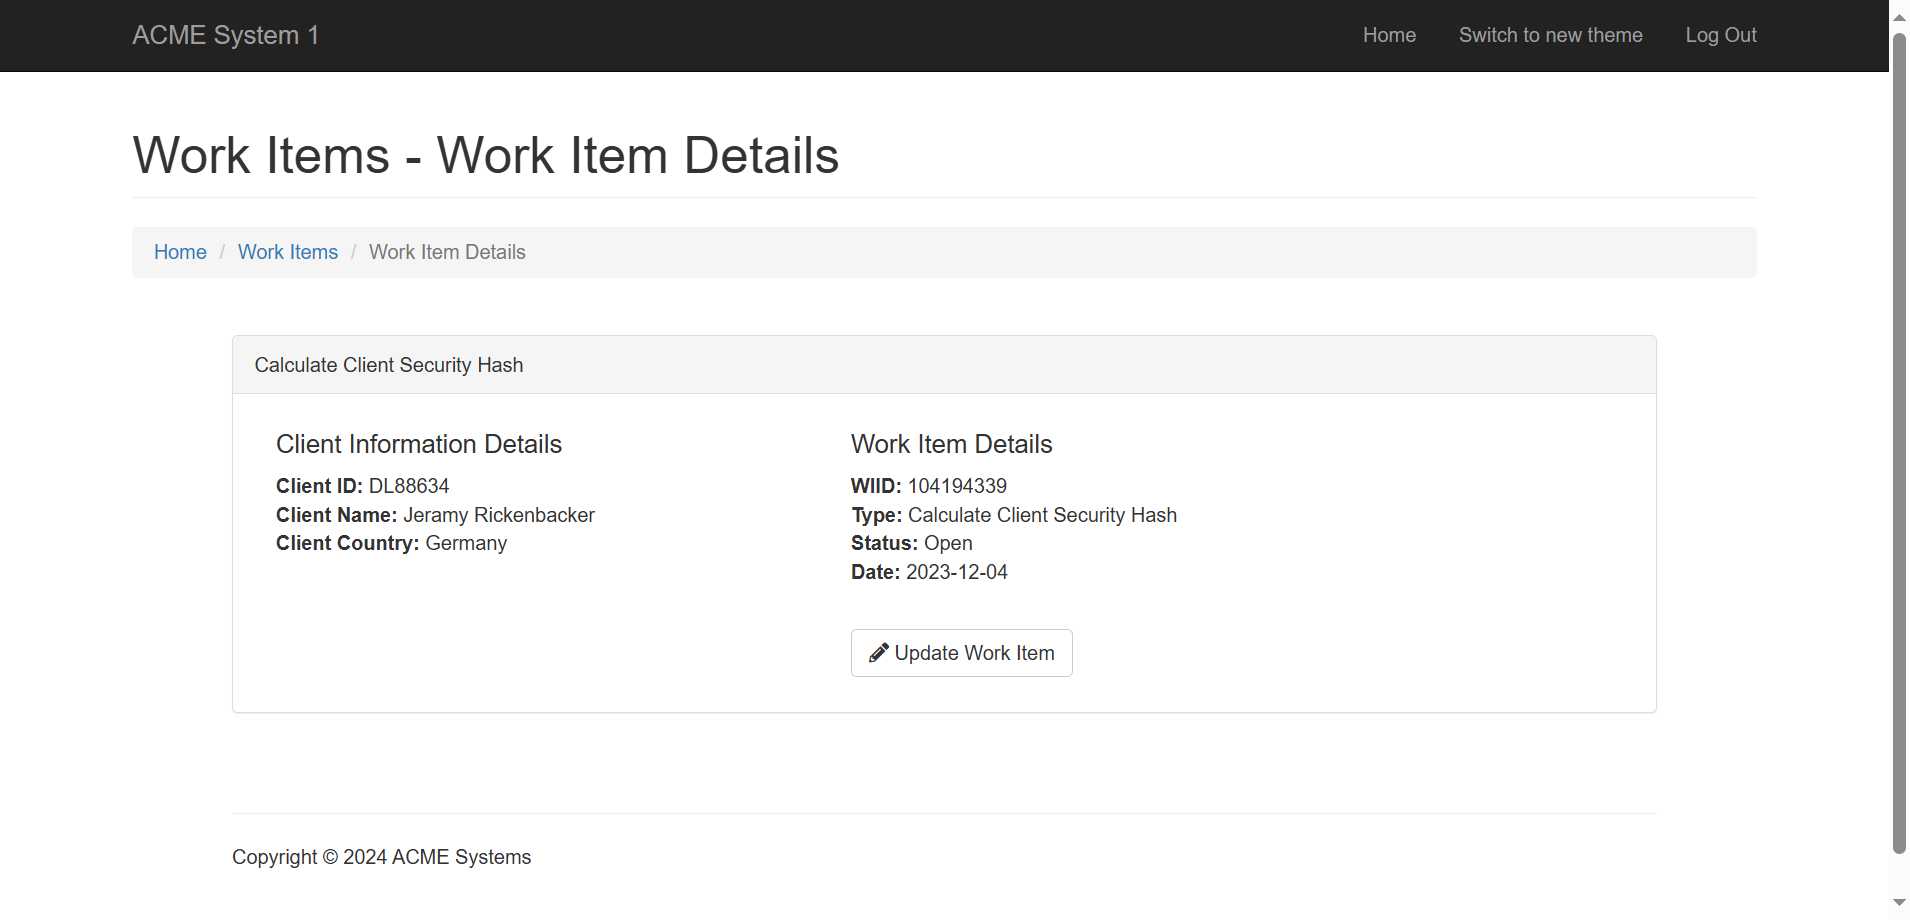 ACME System 1
Home
Switch to new theme
Log Out
Work Items - Work Item Details
Home / Work Items / Work Item Details
Calculate Client Security Hash
Client Information Details
Client ID: DL88634
Client Name: Jeramy Rickenbacker
Client Country: Germany
Work Item Details
WIID: 104194339
Type: Calculate Client Security Hash
Status: Open
Date: 2023-12-04
Update Work Item
Copyright © 2024 ACME Systems